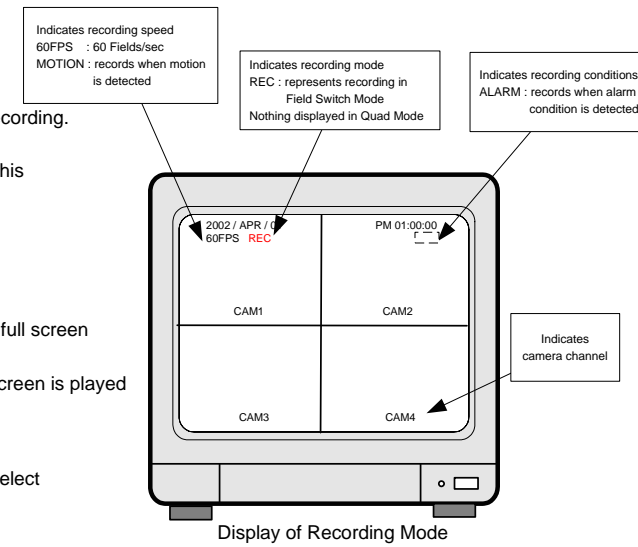 Indicates recording speed
60FPS : 60 Fields/sec
MOTION : records when motion
is detected
Indicates recording mode
REC : represents recording in
Field Switch Mode
Nothing displayed in Quad Mode
Indicates recording conditions
ALARM : records when alarm
condition is detected
ecording.
his
full screen
creen is played
elect
2002 / APR / 0
PM 01:00:00
60FPS REC
CAM1
CAM2
Indicates
camera channel
CAM3
CAM4
Display of Recording Mode